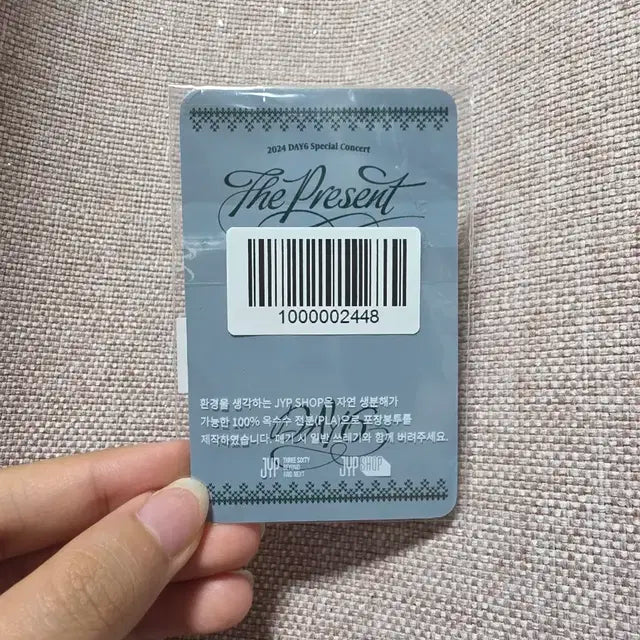 2024 DAY6 Special Concert
The Present
1000002448
환경을 생각하는 JYP SHOP은 자연 생분해가
가능한 100% 옥수수 전분(PLA)으로 포장봉투를
제작하였습니다. 폐기 시 일반 쓰레기와 함께 버려주세요.
DAY6
JYP THREE SIXTY
BEYOND
AND NEXT
JYP SHOP